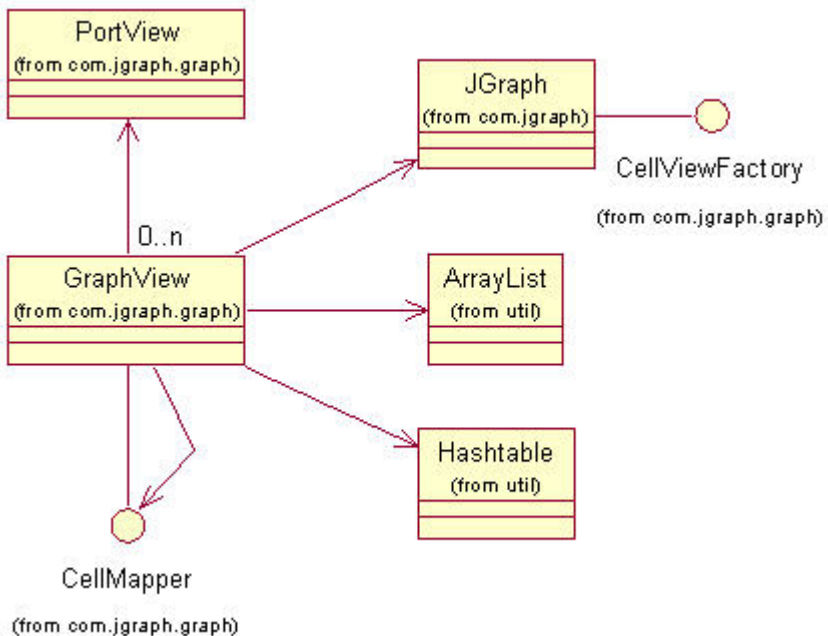 PortView
(from com.jgraph.graph)
JGraph
(from com.jgraph)
CellViewFactory
(from com.jgraph.graph)
0..n
GraphView
(from com.jgraph.graph)
ArrayList
(from util)
Hashtable
(from util)
CellMapper
(from com.jgraph.graph)